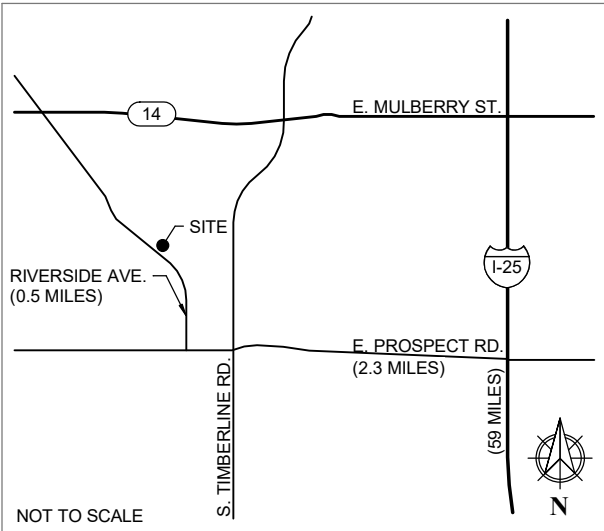 E. MULBERRY ST.
14
SITE
RIVERSIDE AVE.
(0.5 MILES)
I-25
E. PROSPECT RD.
(2.3 MILES)
S. TIMBERLINE RD.
(59 MILES)
N
NOT TO SCALE